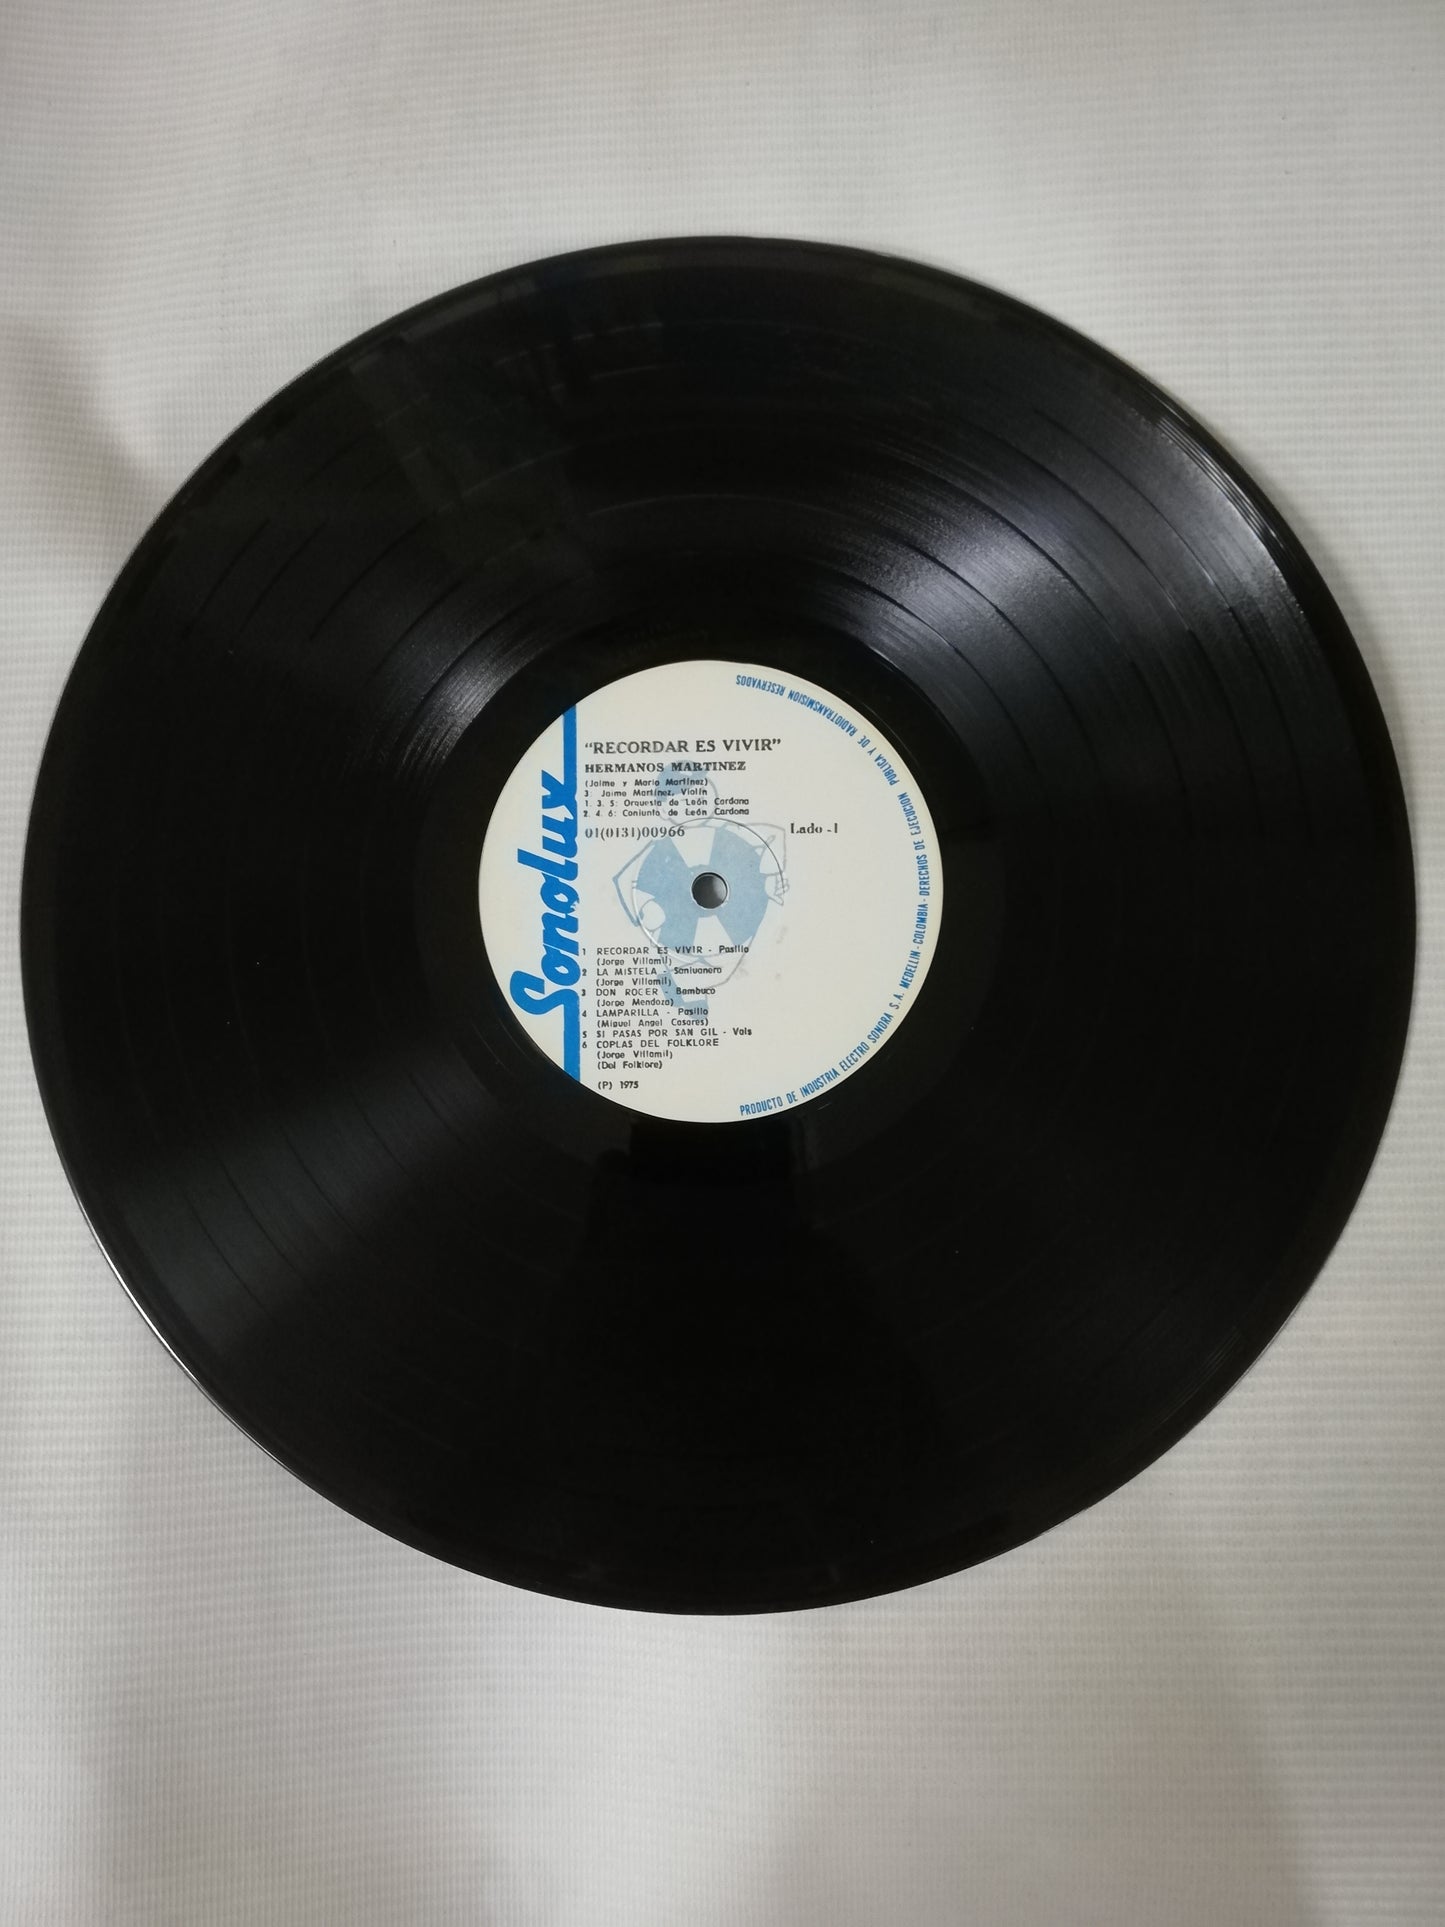 Sonolux
"RECORDAR ES VIVIR"
HERMANOS MARTINEZ
(Jaime y Mario Martínez)
3: Jaime Martínez, Violín
1. 3. 5: Orquesta de León Cardona
2. 4. 6: Conjunto de León Cardona
01(0131)00966 Lado -1
1 RECORDAR ES VIVIR - Pasillo
(Jorge Villamil)
2 LA MISTELA - Sanjuanero
(Jorge Villamil)
3 DON ROGER - Bambuco
(Jorge Mendoza)
4 LAMPARILLA - Pasillo
(Miguel Angel Casares)
5 SI PASAS POR SAN GIL - Vals
6 COPLAS DEL FOLKLORE
(Jorge Villamil)
(Del Folklore)
(P) 1975
PRODUCTO DE INDUSTRIA ELECTRO SONORA S.A. MEDELLIN-COLOMBIA-DERECHOS DE EJECUCION PUBLICA Y DE RADIOTRANSMISION RESERVADOS